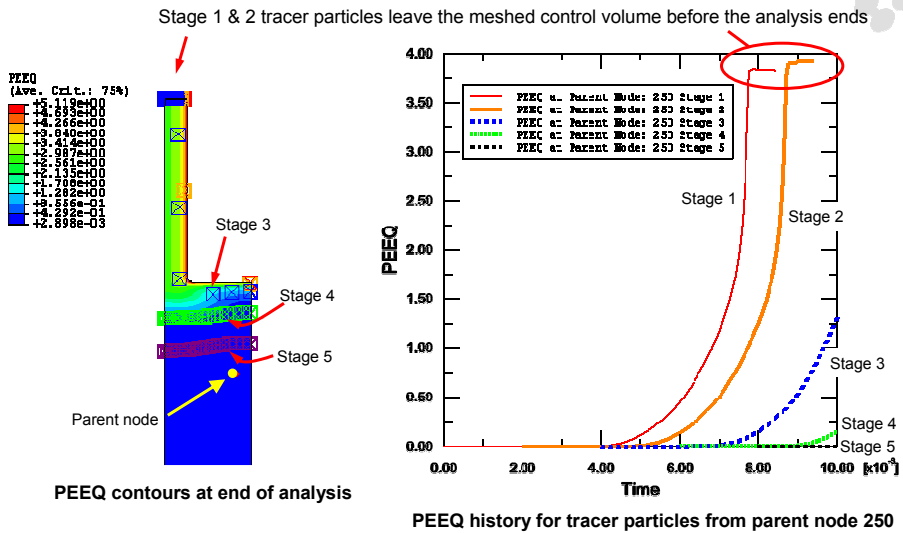 Stage 1 & 2 tracer particles leave the meshed control volume before the analysis ends
PEEQ
(Ave. Crit.: 75%)
+5.119e+00
+4.693e+00
+4.266e+00
+3.840e+00
+3.414e+00
+2.987e+00
+2.561e+00
+2.135e+00
+1.708e+00
+1.282e+00
+8.556e-01
+4.292e-01
+2.898e-03
Stage 3
Stage 4
Stage 5
Parent node
PEEQ contours at end of analysis
PEEQ
4.00
3.50
3.00
2.50
2.00
1.50
1.00
0.50
0.00
PEEQ at Parent Node: 250 Stage 1
PEEQ at Parent Node: 250 Stage 2
PEEQ at Parent Node: 250 Stage 3
PEEQ at Parent Node: 250 Stage 4
PEEQ at Parent Node: 250 Stage 5
Stage 1
Stage 2
Stage 3
Stage 4
Stage 5
0.00 2.00 4.00 6.00 8.00 10.00 [x10⁻³]
Time
PEEQ history for tracer particles from parent node 250